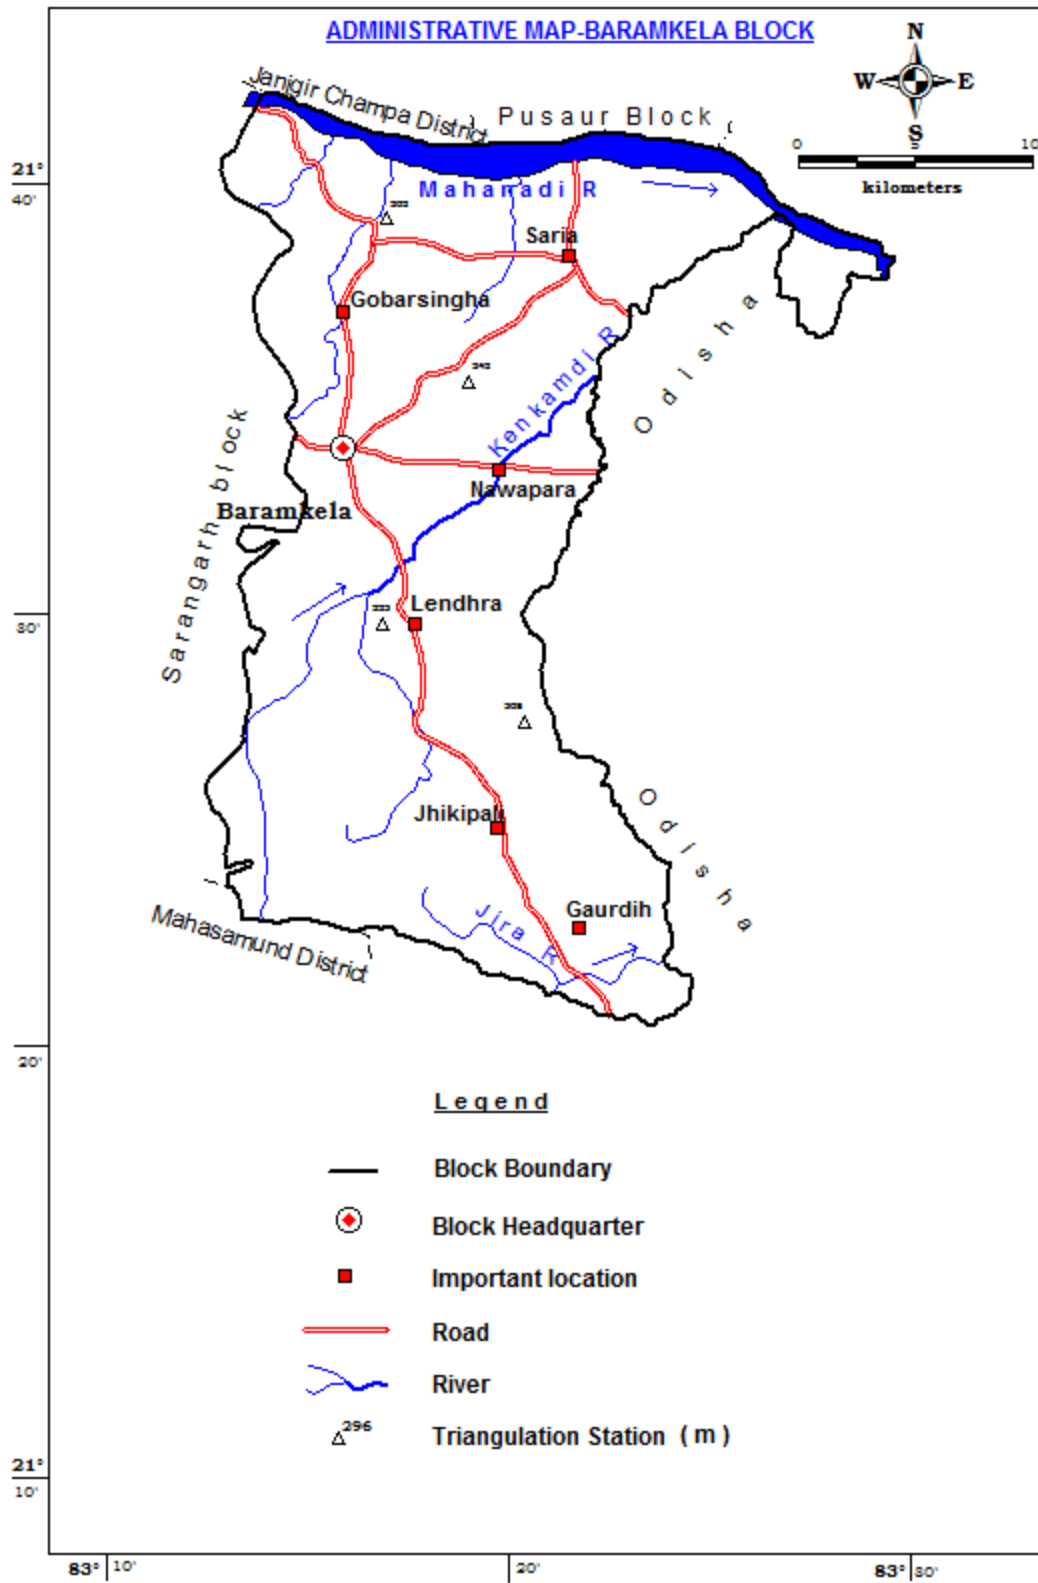 ADMINISTRATIVE MAP-BARAMKELA BLOCK
N
W E
S
0 5 10
kilometers
Janjgir Champa District
Pusaur Block
21°
40'
Mahanadi R
Saria
Gobarsingha
Odisha
Kenkamdi R
242
Sarangarh block
Nawapara
Baramkela
30'
Lendhra
Odisha
Jhikipali
Gaurdih
Jira R
Mahasamund District
20'
Legend
Block Boundary
Block Headquarter
Important location
Road
River
296
Triangulation Station ( m )
21°
10'
83° 10'
20'
83° 30'